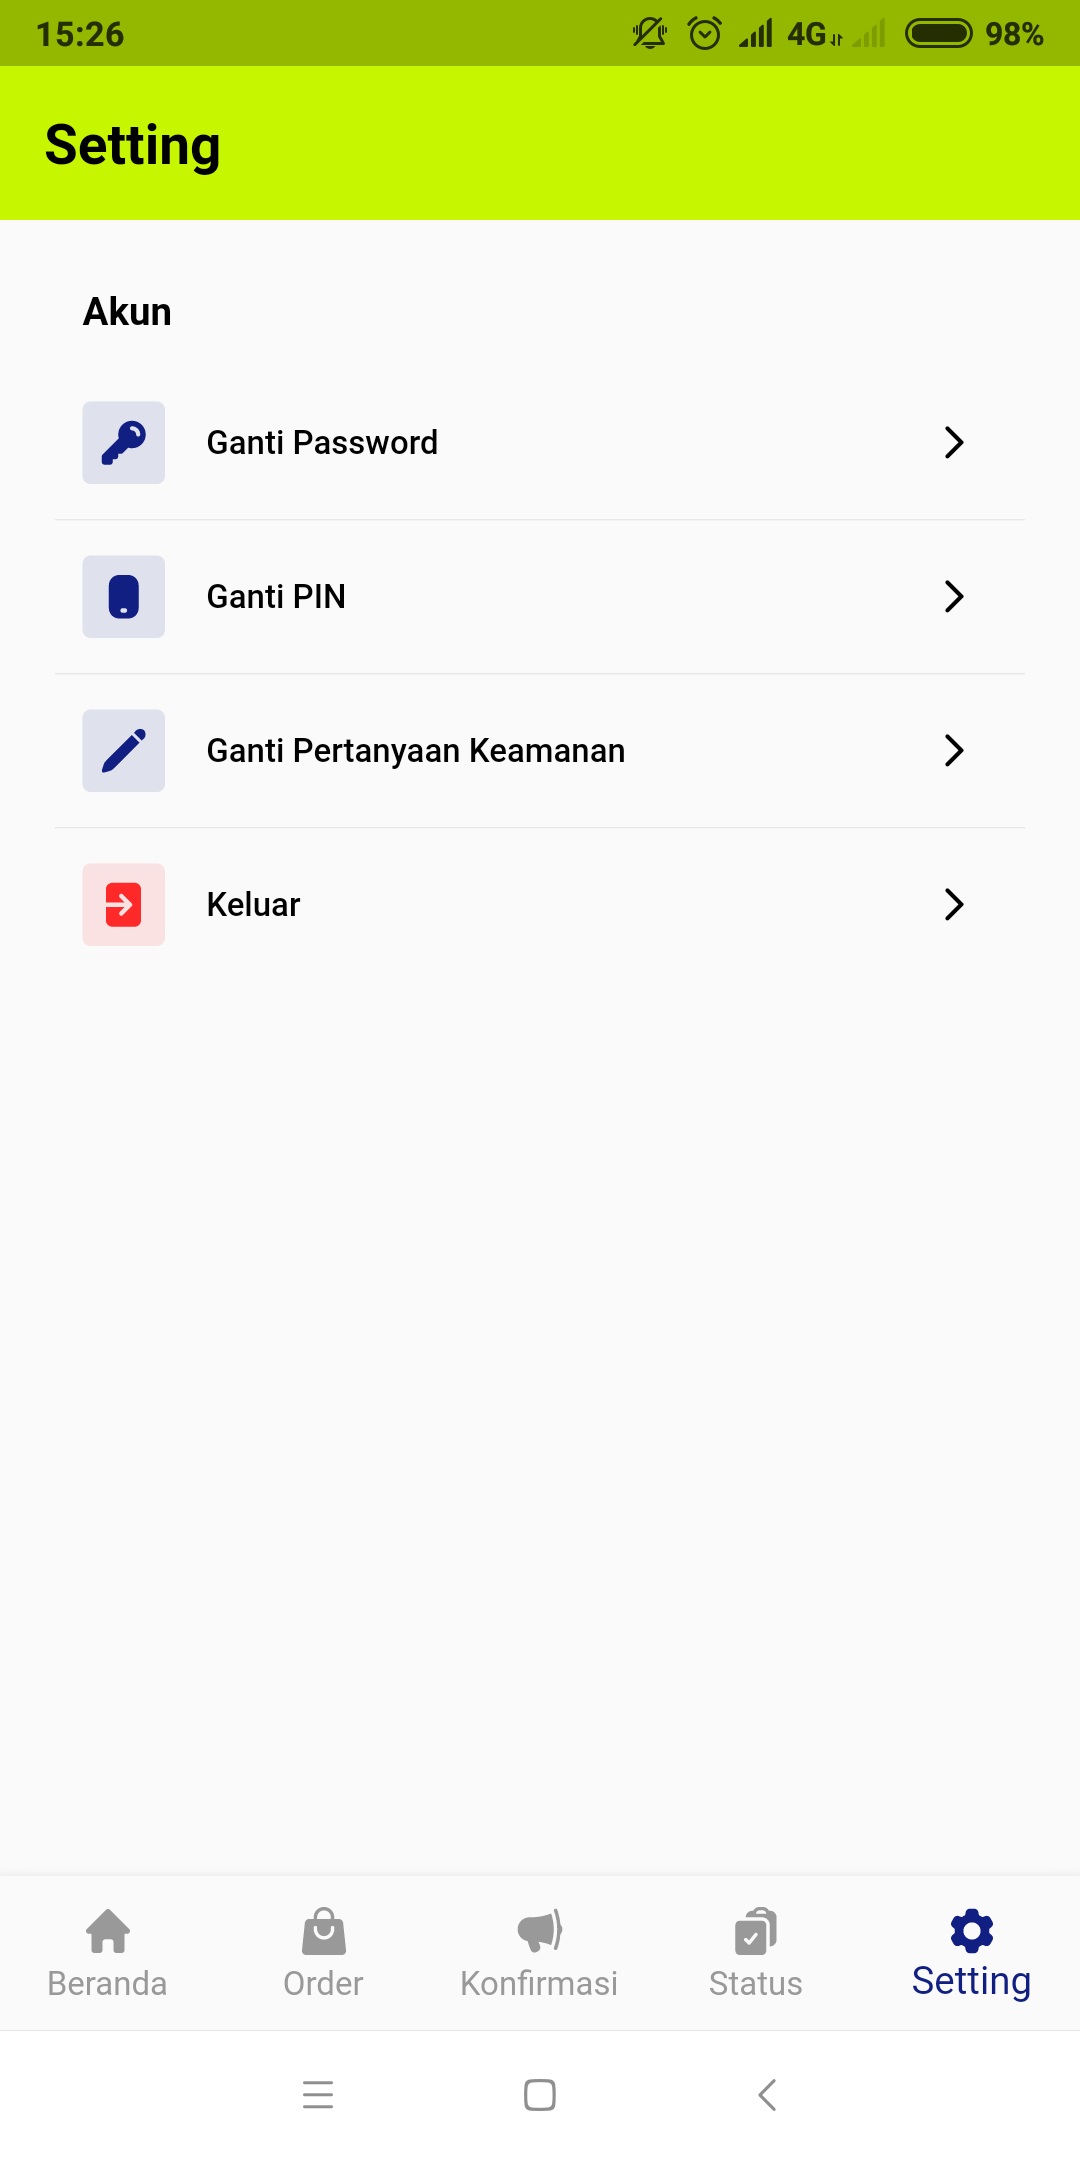 15:26 4G 98%
Setting
Akun
Ganti Password
Ganti PIN
Ganti Pertanyaan Keamanan
Keluar
Beranda Order Konfirmasi Status Setting